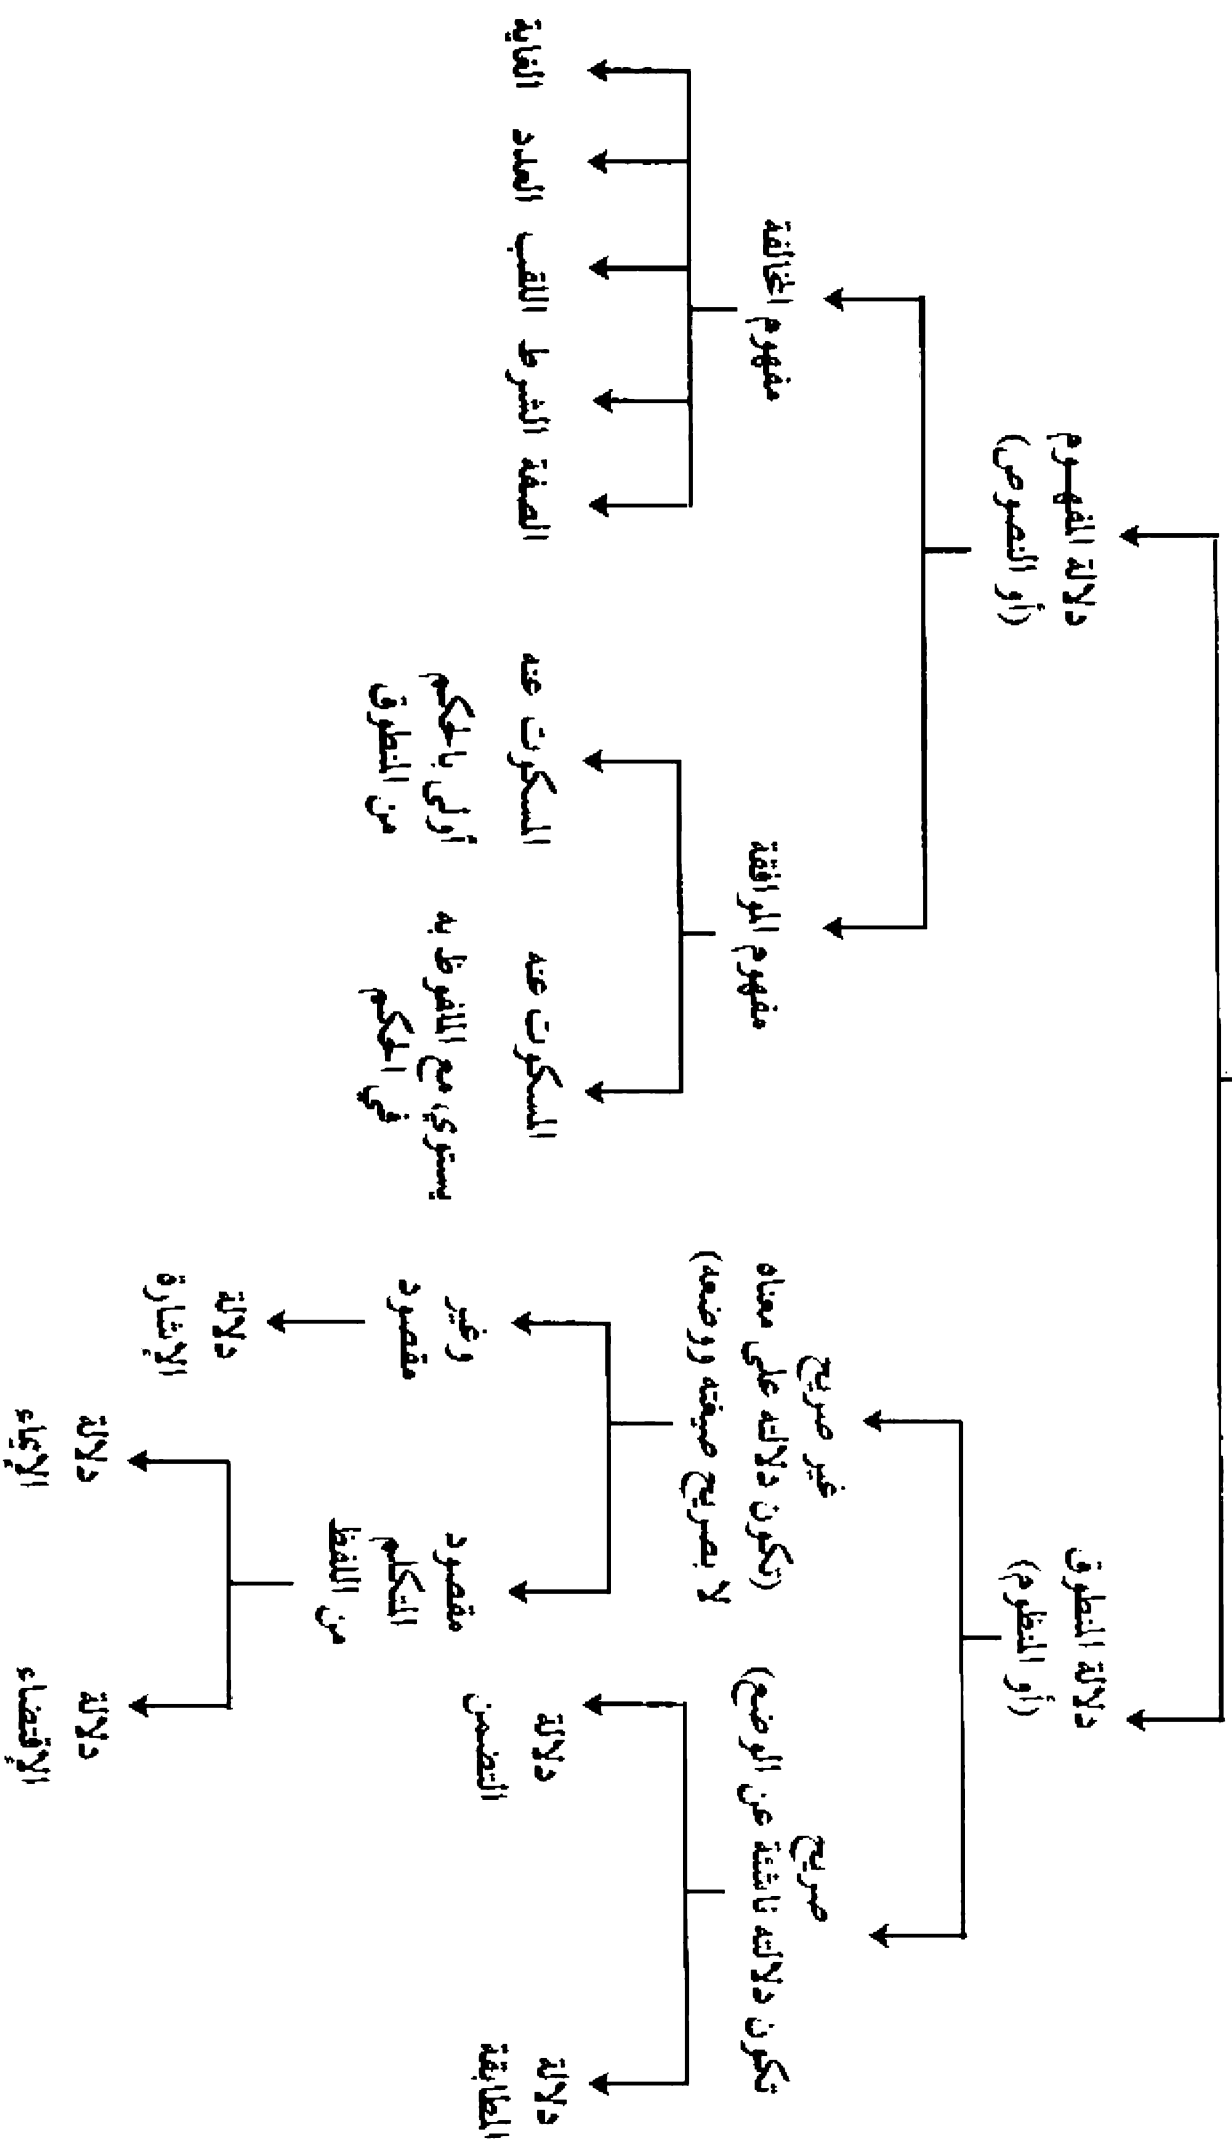 دلالة المنطوق
(أو المنظوم)
دلالة المفهوم
(أو النصوص)
صريح
تكون دلالته ناشئة عن الوضع)
غير صريح
(تكون دلالته على معناه
لا بصريح صيغته ووضعه)
مفهوم الموافقة
مفهوم المخالفة
دلالة
المطابقة
دلالة
التضمن
مقصود
المتكلم
من اللفظ
وغير
مقصود
دلالة
الإقتضاء
دلالة
الإيماء
دلالة
الإشارة
المسكوت عنه
يستوي مع الملفوظ به
في الحكم
المسكوت عنه
أولى بالحكم
من المنطوق
الصفة
الشرط
اللقب
العدد
الغاية